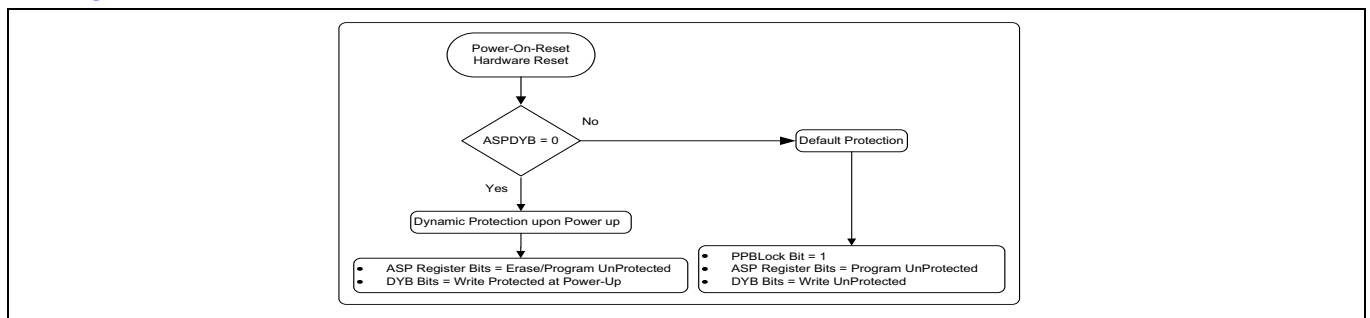 Power-On-Reset
Hardware Reset
ASPDYB = 0
No
Default Protection
Yes
Dynamic Protection upon Power up
• ASP Register Bits = Erase/Program UnProtected
• DYB Bits = Write Protected at Power-Up
• PPBLock Bit = 1
• ASP Register Bits = Program UnProtected
• DYB Bits = Write UnProtected